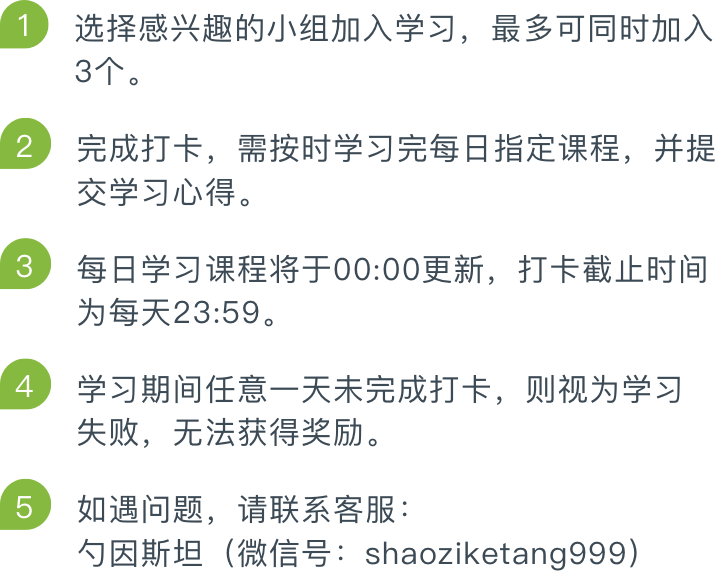 1
选择感兴趣的小组加入学习，最多可同时加入
3个。
2
完成打卡，需按时学习完每日指定课程，并提
交学习心得。
3
每日学习课程将于00:00更新，打卡截止时间
为每天23:59。
4
学习期间任意一天未完成打卡，则视为学习
失败，无法获得奖励。
5
如遇问题，请联系客服：
勺因斯坦（微信号：shaoziketang999）